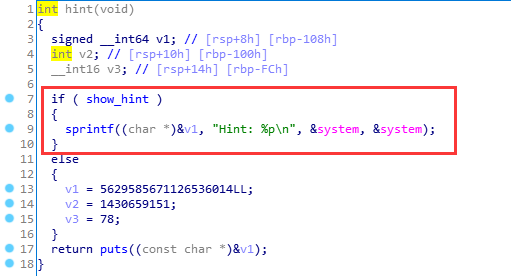 1 int hint(void)
2 {
3 signed __int64 v1; // [rsp+8h] [rbp-108h]
4 int v2; // [rsp+10h] [rbp-100h]
5 __int16 v3; // [rsp+14h] [rbp-FCh]
6
7 if ( show_hint )
8 {
9 sprintf((char *)&v1, "Hint: %p\n", &system, &system);
10 }
11 else
12 {
13 v1 = 5629585671126536014LL;
14 v2 = 1430659151;
15 v3 = 78;
16 }
17 return puts((const char *)&v1);
18 }